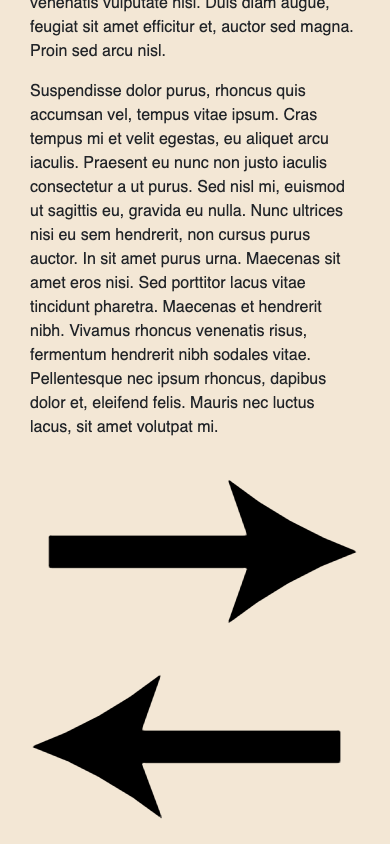 venenatis vulputate nisl. Duis diam augue,
feugiat sit amet efficitur et, auctor sed magna.
Proin sed arcu nisl.
Suspendisse dolor purus, rhoncus quis
accumsan vel, tempus vitae ipsum. Cras
tempus mi et velit egestas, eu aliquet arcu
iaculis. Praesent eu nunc non justo iaculis
consectetur a ut purus. Sed nisl mi, euismod
ut sagittis eu, gravida eu nulla. Nunc ultrices
nisi eu sem hendrerit, non cursus purus
auctor. In sit amet purus urna. Maecenas sit
amet eros nisi. Sed porttitor lacus vitae
tincidunt pharetra. Maecenas et hendrerit
nibh. Vivamus rhoncus venenatis risus,
fermentum hendrerit nibh sodales vitae.
Pellentesque nec ipsum rhoncus, dapibus
dolor et, eleifend felis. Mauris nec luctus
lacus, sit amet volutpat mi.